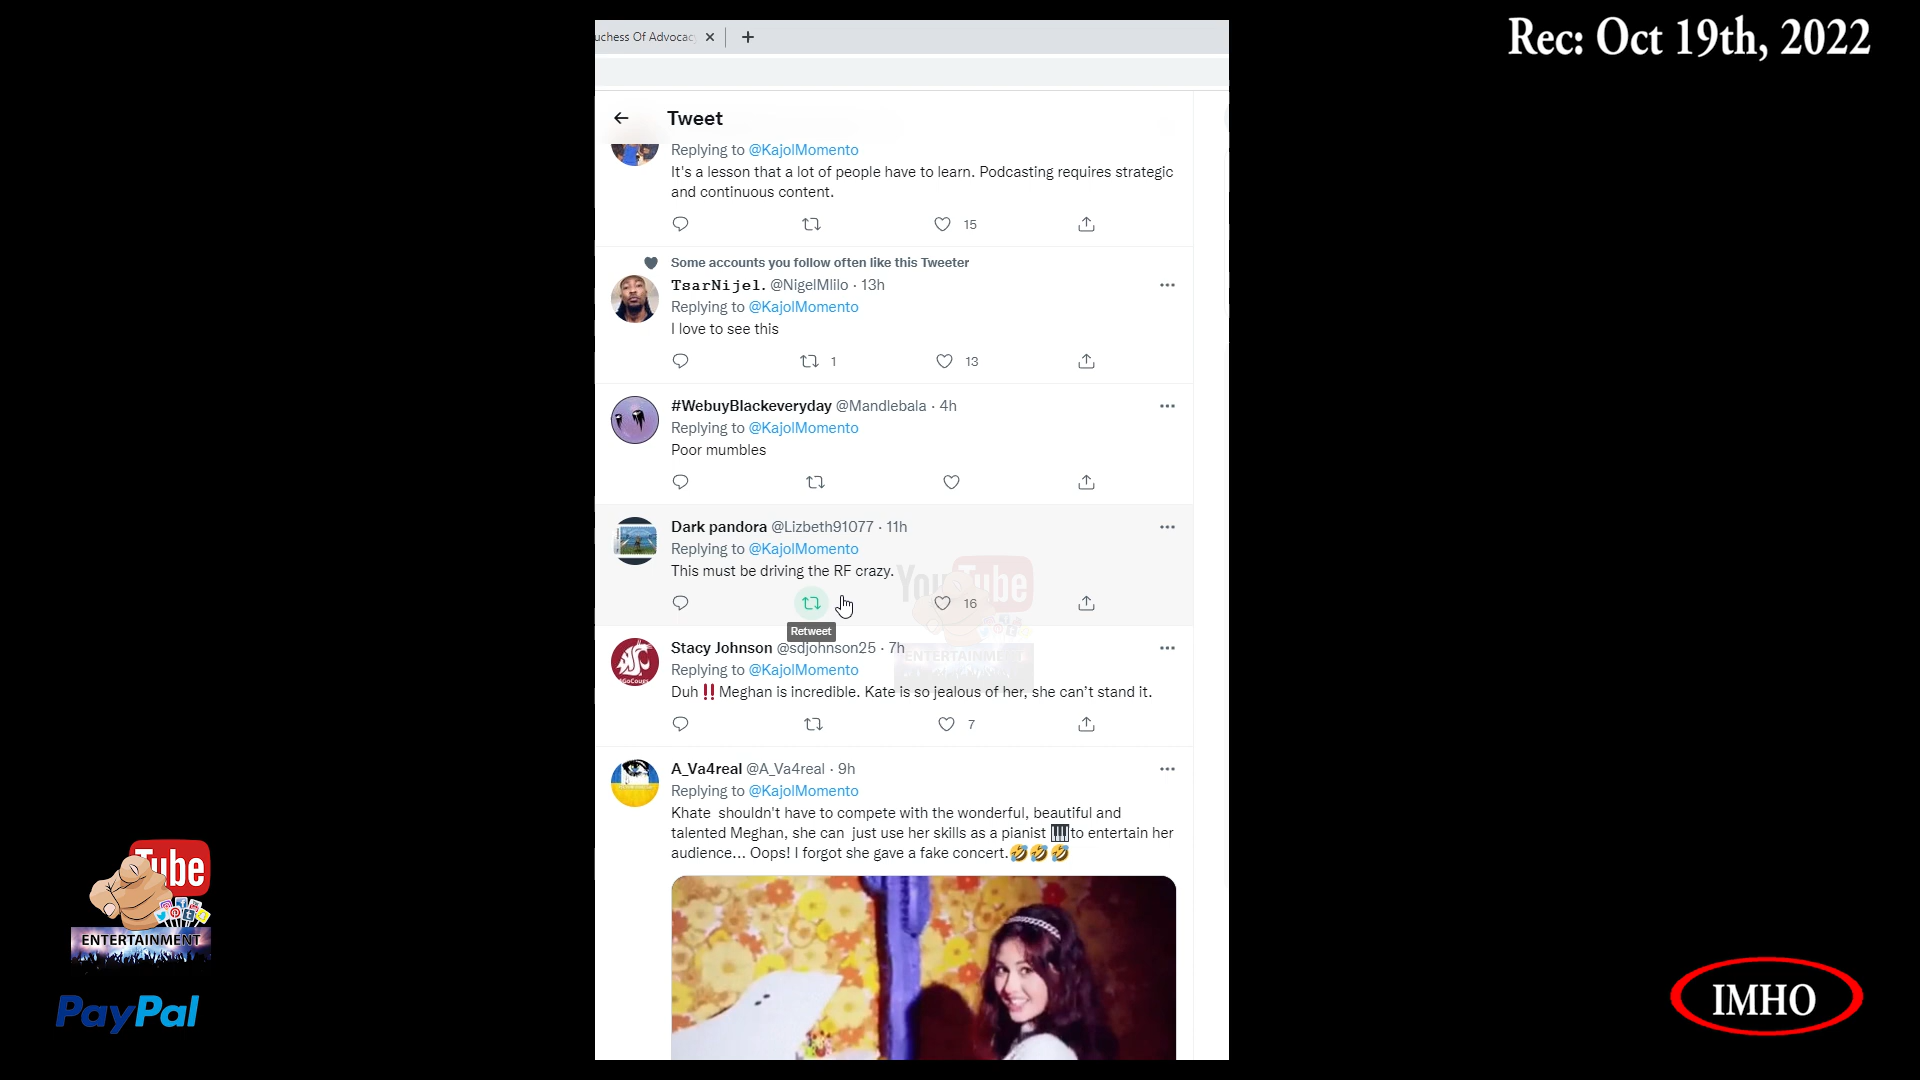 Rec: Oct 19th, 2022
uchess Of Advocac
Tweet
Replying to @KajolMomento
It's a lesson that a lot of people have to learn. Podcasting requires strategic
and continuous content.
15
Some accounts you follow often like this Tweeter
TsarNijel. @NigelMlilo · 13h
Replying to @KajolMomento
I love to see this
1 13
#WebuyBlackeveryday @Mandlebala · 4h
Replying to @KajolMomento
Poor mumbles
Dark pandora @Lizbeth91077 · 11h
Replying to @KajolMomento
This must be driving the RF crazy.
16
Retweet
YouTube
ENTERTAINMENT
Stacy Johnson @sdjohnson25 · 7h
Replying to @KajolMomento
Duh‼️Meghan is incredible. Kate is so jealous of her, she can’t stand it.
7
A_Va4real @A_Va4real · 9h
Replying to @KajolMomento
Khate  shouldn't have to compete with the wonderful, beautiful and
talented Meghan, she can  just use her skills as a pianist 🎹to entertain her
audience... Oops! I forgot she gave a fake concert.🤣🤣🤣
Tube
ENTERTAINMENT
PayPal
IMHO